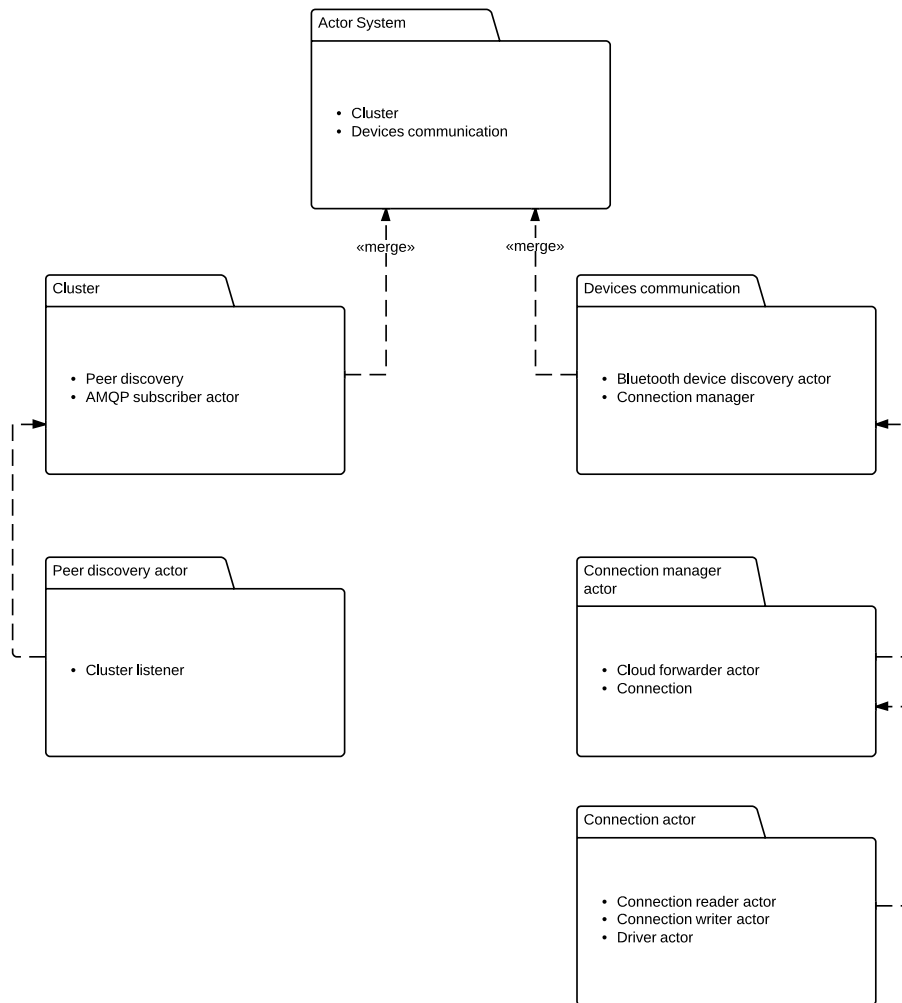 Actor System
• Cluster
• Devices communication
«merge»
«merge»
Cluster
• Peer discovery
• AMQP subscriber actor
Devices communication
• Bluetooth device discovery actor
• Connection manager
Peer discovery actor
• Cluster listener
Connection manager
actor
• Cloud forwarder actor
• Connection
Connection actor
• Connection reader actor
• Connection writer actor
• Driver actor